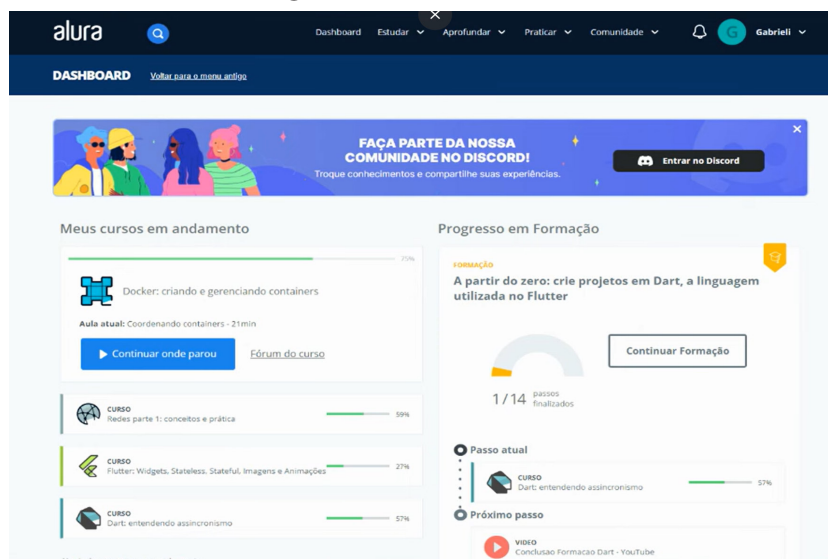 alura
Dashboard Estudar Aprofundar Praticar Comunidade G Gabrieli
DASHBOARD Voltar para o menu antigo
FAÇA PARTE DA NOSSA
COMUNIDADE NO DISCORD!
Troque conhecimentos e compartilhe suas experiências.
Entrar no Discord
Meus cursos em andamento
75%
Docker: criando e gerenciando containers
Aula atual: Coordenando containers - 21min
Continuar onde parou Fórum do curso
CURSO
Redes parte 1: conceitos e prática
59%
CURSO
Flutter: Widgets, Stateless. Stateful, Imagens e Animações
27%
CURSO
Dart: entendendo assincronismo
57%
Progresso em Formação
FORMAÇÃO
A partir do zero: crie projetos em Dart, a linguagem
utilizada no Flutter
1/14 passos
finalizados
Continuar Formação
Passo atual
CURSO
Dart: entendendo assincronismo
57%
Próximo passo
VIDEO
Conclusao Formacao Dart - YouTube